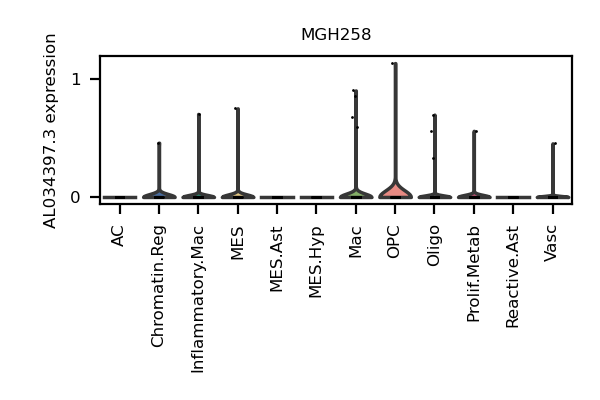 MGH258
AL034397.3 expression
1
0
AC
Chromatin.Reg
Inflammatory.Mac
MES
MES.Ast
MES.Hyp
Mac
OPC
Oligo
Prolif.Metab
Reactive.Ast
Vasc